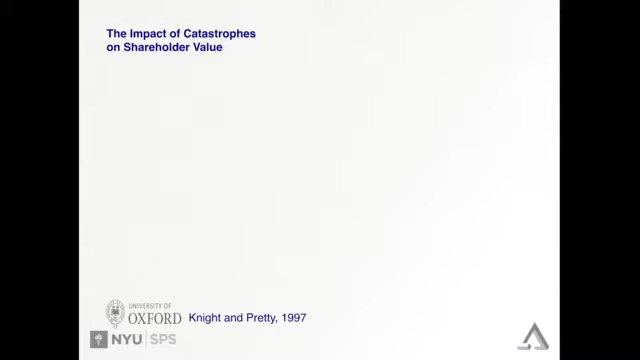 The Impact of Catastrophes
on Shareholder Value
UNIVERSITY OF
OXFORD
Knight and Pretty, 1997
NYU | SPS